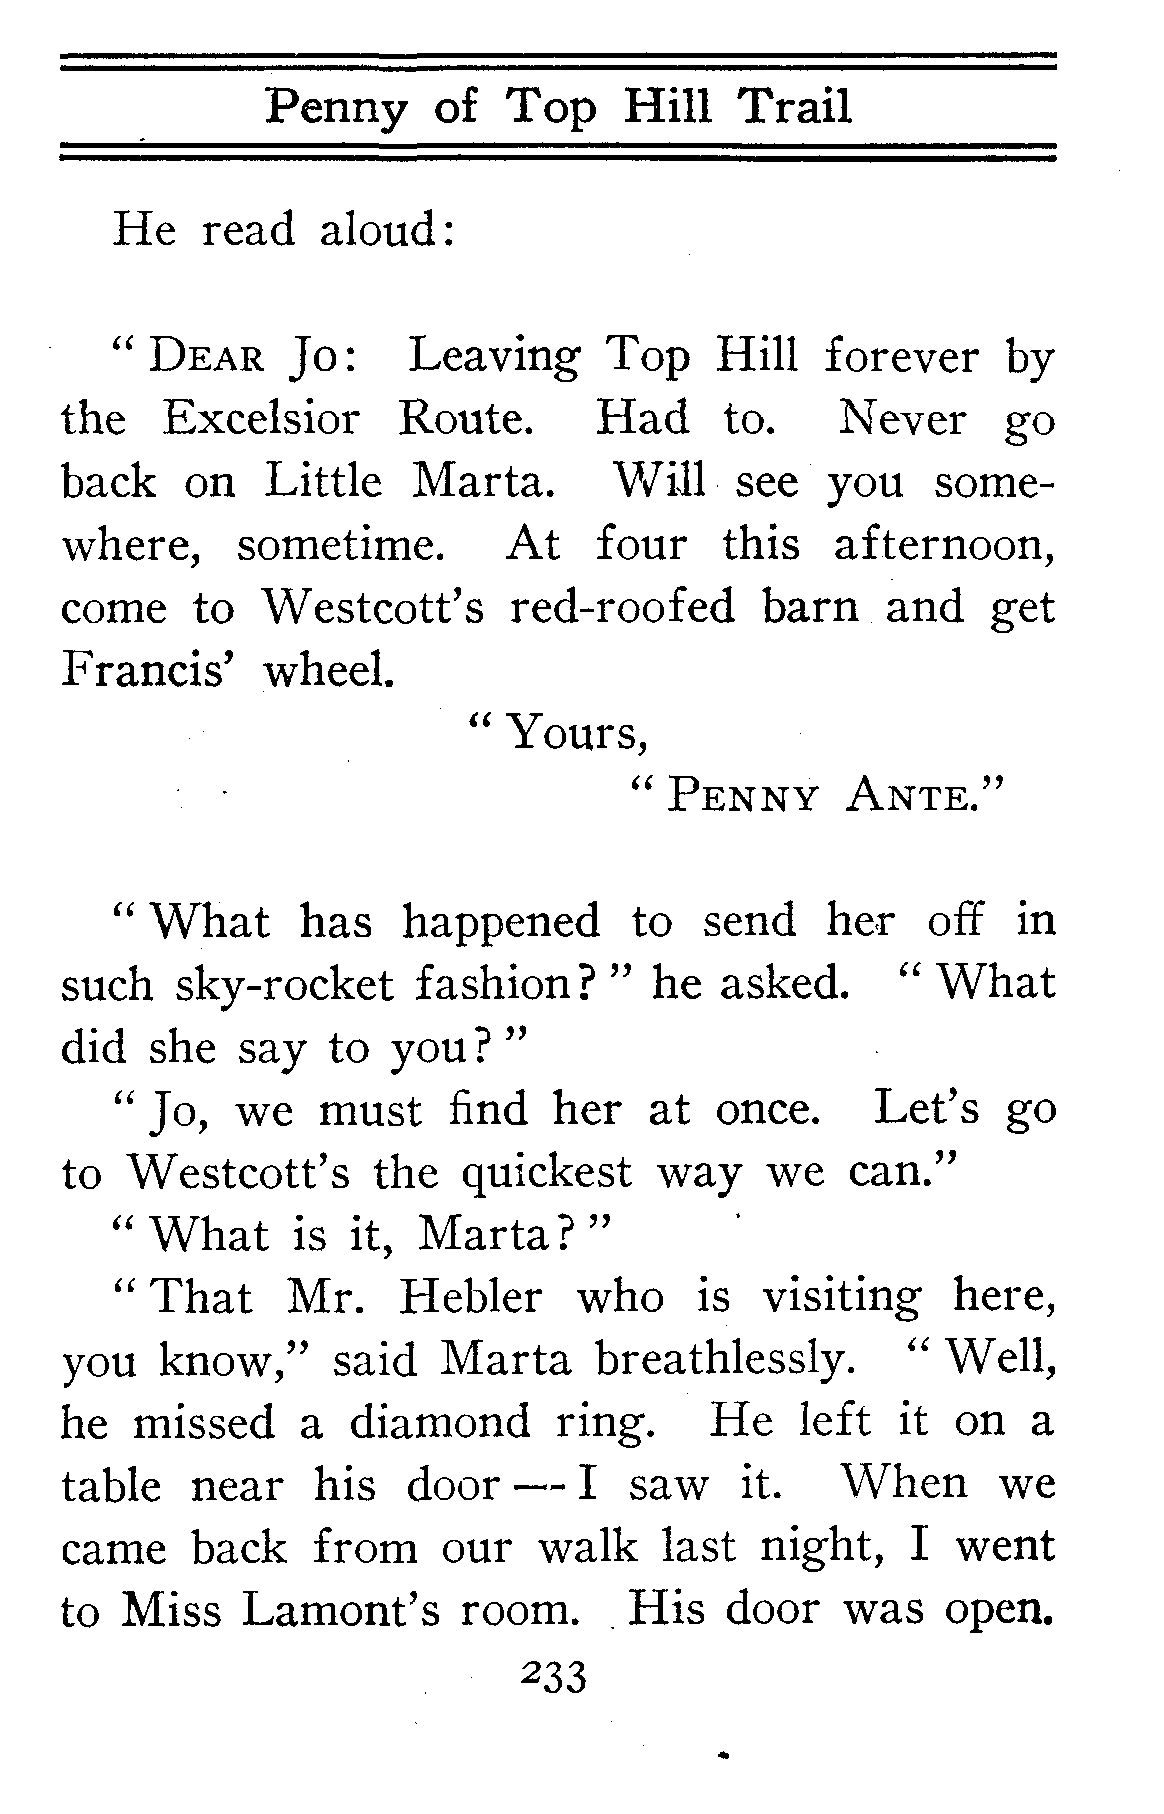 Penny of Top Hill Trail
He read aloud:
“ DEAR Jo: Leaving Top Hill forever by
the Excelsior Route. Had to. Never go
back on Little Marta. Will see you some-
where, sometime. At four this afternoon,
come to Westcott’s red-roofed barn and get
Francis’ wheel.
“ Yours,
“ PENNY ANTE.”
“ What has happened to send her off in
such sky-rocket fashion? ” he asked. “ What
did she say to you? ”
“ Jo, we must find her at once. Let’s go
to Westcott’s the quickest way we can.”
“ What is it, Marta? ”
“ That Mr. Hebler who is visiting here,
you know,” said Marta breathlessly. “ Well,
he missed a diamond ring. He left it on a
table near his door — I saw it. When we
came back from our walk last night, I went
to Miss Lamont’s room. His door was open.
233